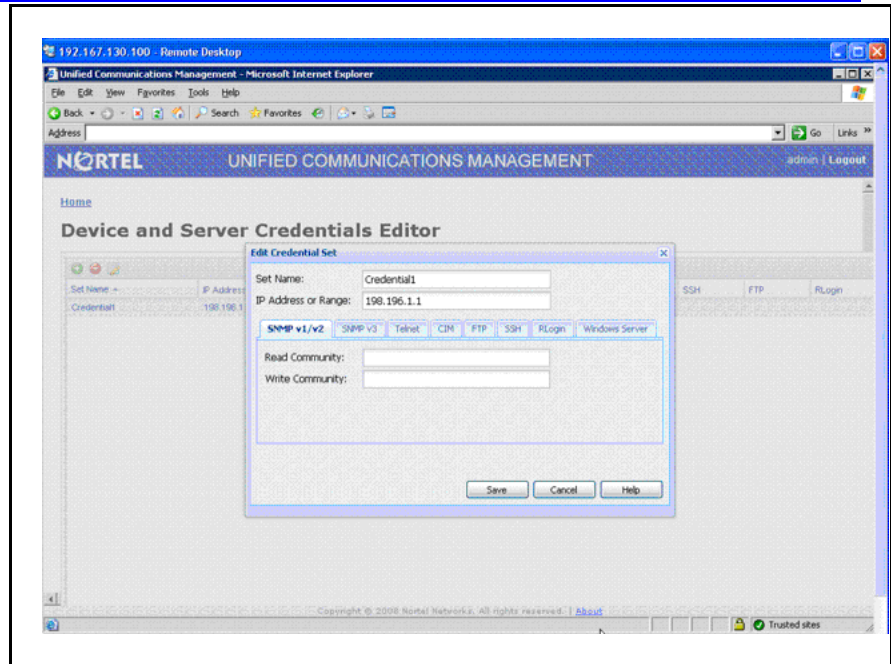 192.167.130.100 - Remote Desktop
Unified Communications Management - Microsoft Internet Explorer
File Edit View Favorites Tools Help
Back Search Favorites
Address Go Links »
NORTEL UNIFIED COMMUNICATIONS MANAGEMENT admin | Logout
Home
Device and Server Credentials Editor
Edit Credential Set
Set Name: Credential1
IP Address or Range: 198.196.1.1
Set Name IP Address SSH FTP RLogin
Credential1 198.196.1
SNMP v1/v2 SNMP v3 Telnet CIM FTP SSH RLogin Windows Server
Read Community:
Write Community:
Save Cancel Help
Copyright © 2008 Nortel Networks. All rights reserved. | About
Trusted sites